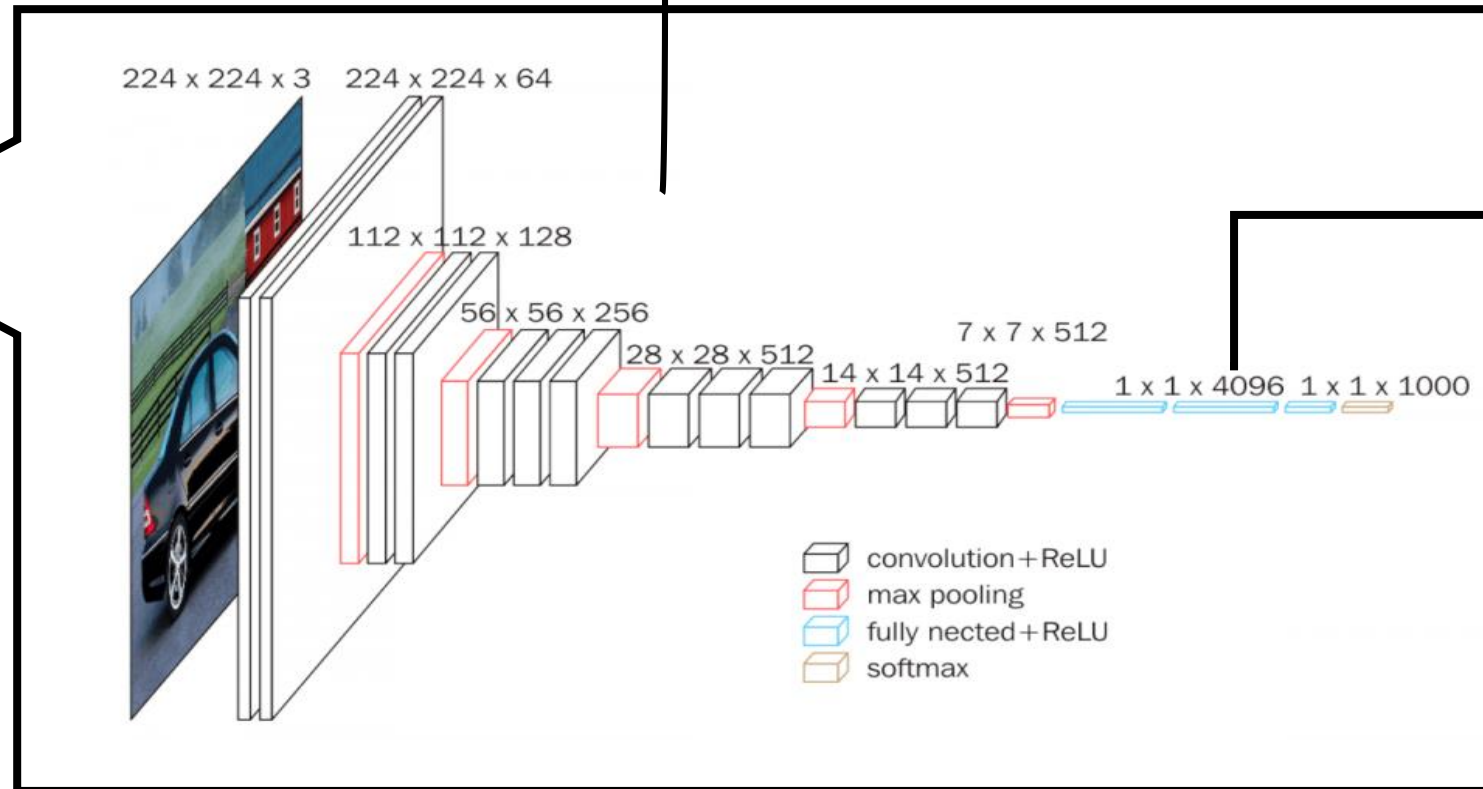 224 x 224 x 3
224 x 224 x 64
112 x 112 x 128
56 x 56 x 256
28 x 28 x 512
14 x 14 x 512
7 x 7 x 512
1 x 1 x 4096
1 x 1 x 1000
convolution+ReLU
max pooling
fully nected+ReLU
softmax